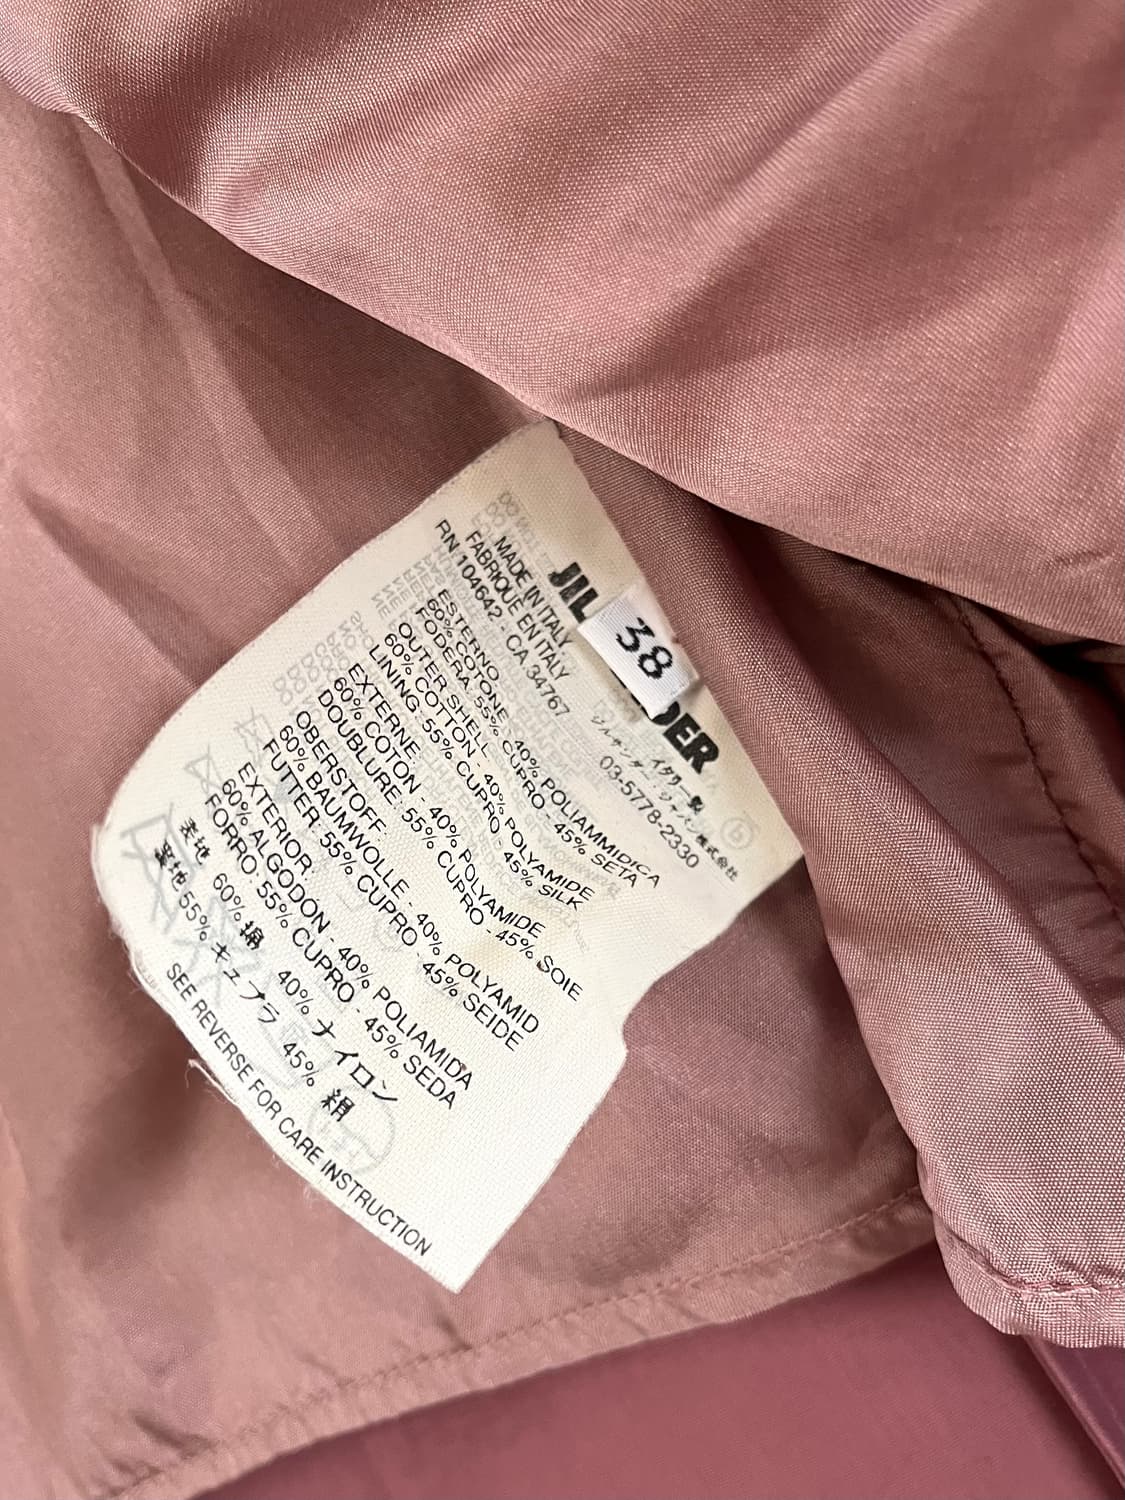 JIL
38
DER
MADE IN ITALY
FABRIQUE EN ITALY
RN 104642 - CA 34767
イタリー製
ジルサンダージャパン株式会社
03-5778-2330
ESTERNO
60% COTONE - 40% POLIAMMIDICA
FODERA: 55% CUPRO - 45% SETA
OUTER SHELL
60% COTTON - 40% POLYAMIDE
LINING: 55% CUPRO - 45% SILK
EXTERNE
60% COTON - 40% POLYAMIDE
DOUBLURE: 55% CUPRO - 45% SOIE
OBERSTOFF
60% BAUMWOLLE - 40% POLYAMID
FUTTER: 55% CUPRO - 45% SEIDE
EXTERIOR:
60% ALGODON - 40% POLIAMIDA
FORRO: 55% CUPRO - 45% SEDA
表地 60% 綿 40% ナイロン
裏地 55% キュプラ 45% 絹
SEE REVERSE FOR CARE INSTRUCTION